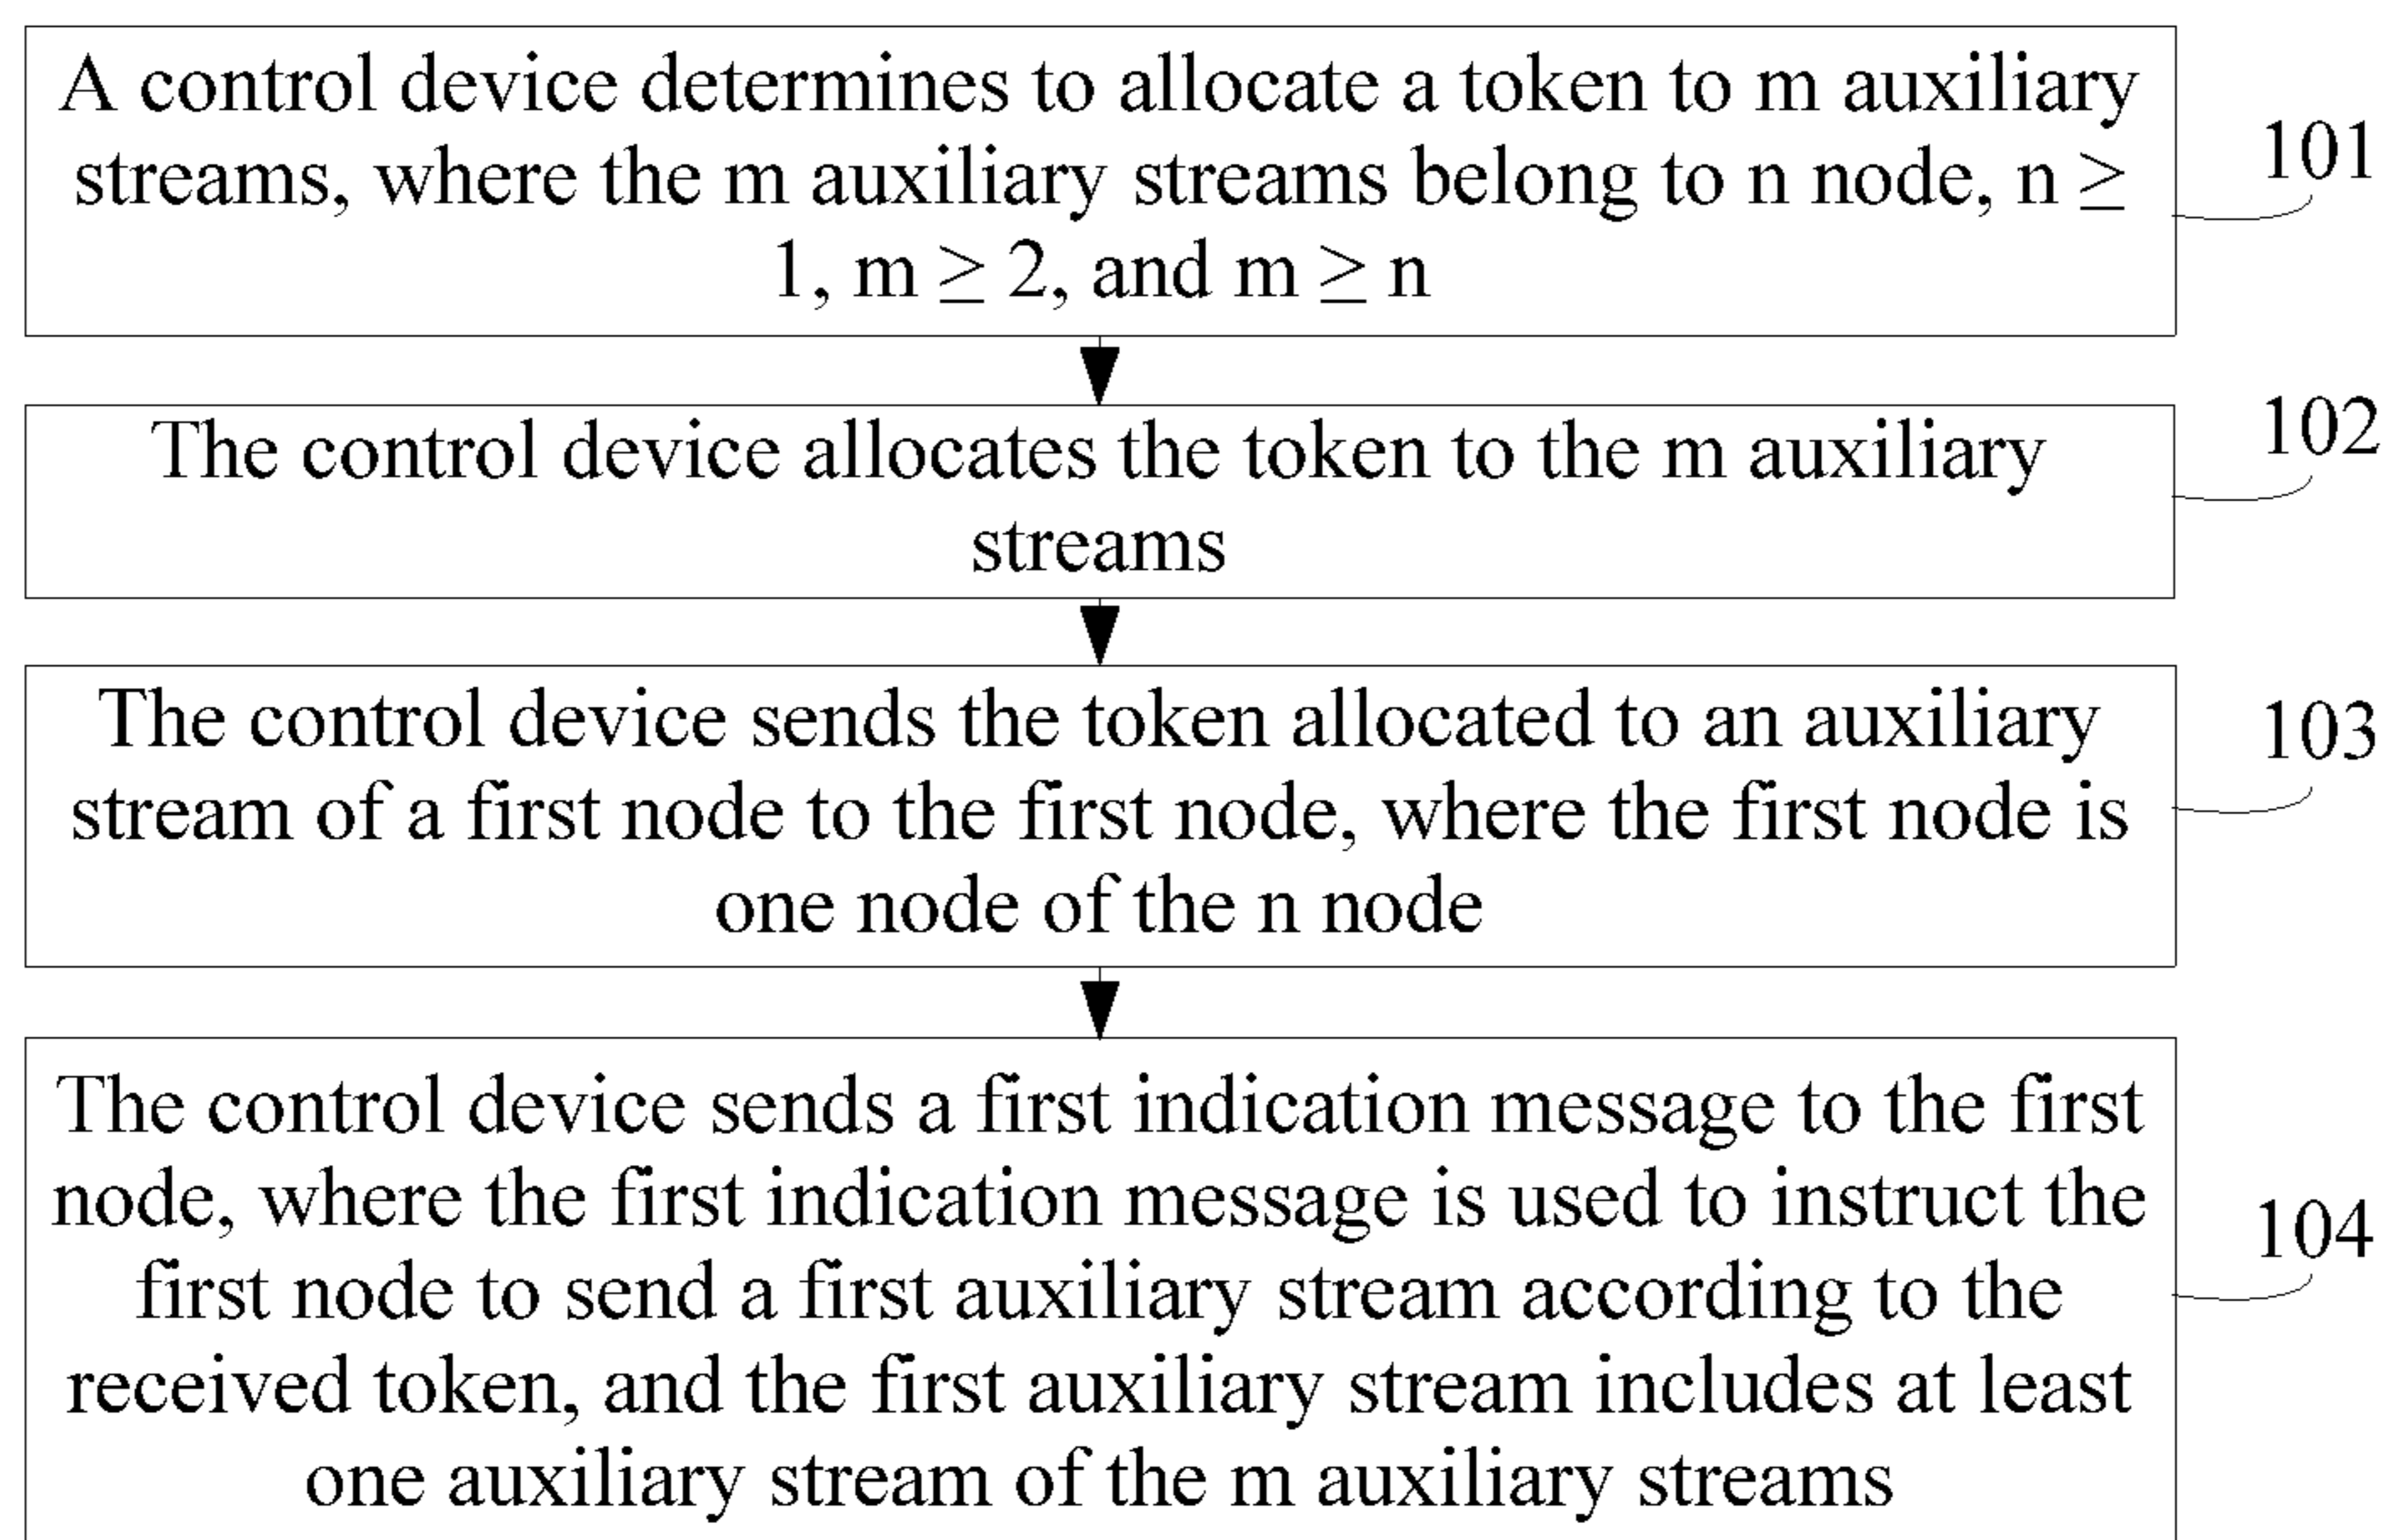 A control device determines to allocate a token to m auxiliary
streams, where the m auxiliary streams belong to n node, n ≥
1, m ≥ 2, and m ≥ n
101
The control device allocates the token to the m auxiliary
streams
102
The control device sends the token allocated to an auxiliary
stream of a first node to the first node, where the first node is
one node of the n node
103
The control device sends a first indication message to the first
node, where the first indication message is used to instruct the
first node to send a first auxiliary stream according to the
received token, and the first auxiliary stream includes at least
one auxiliary stream of the m auxiliary streams
104